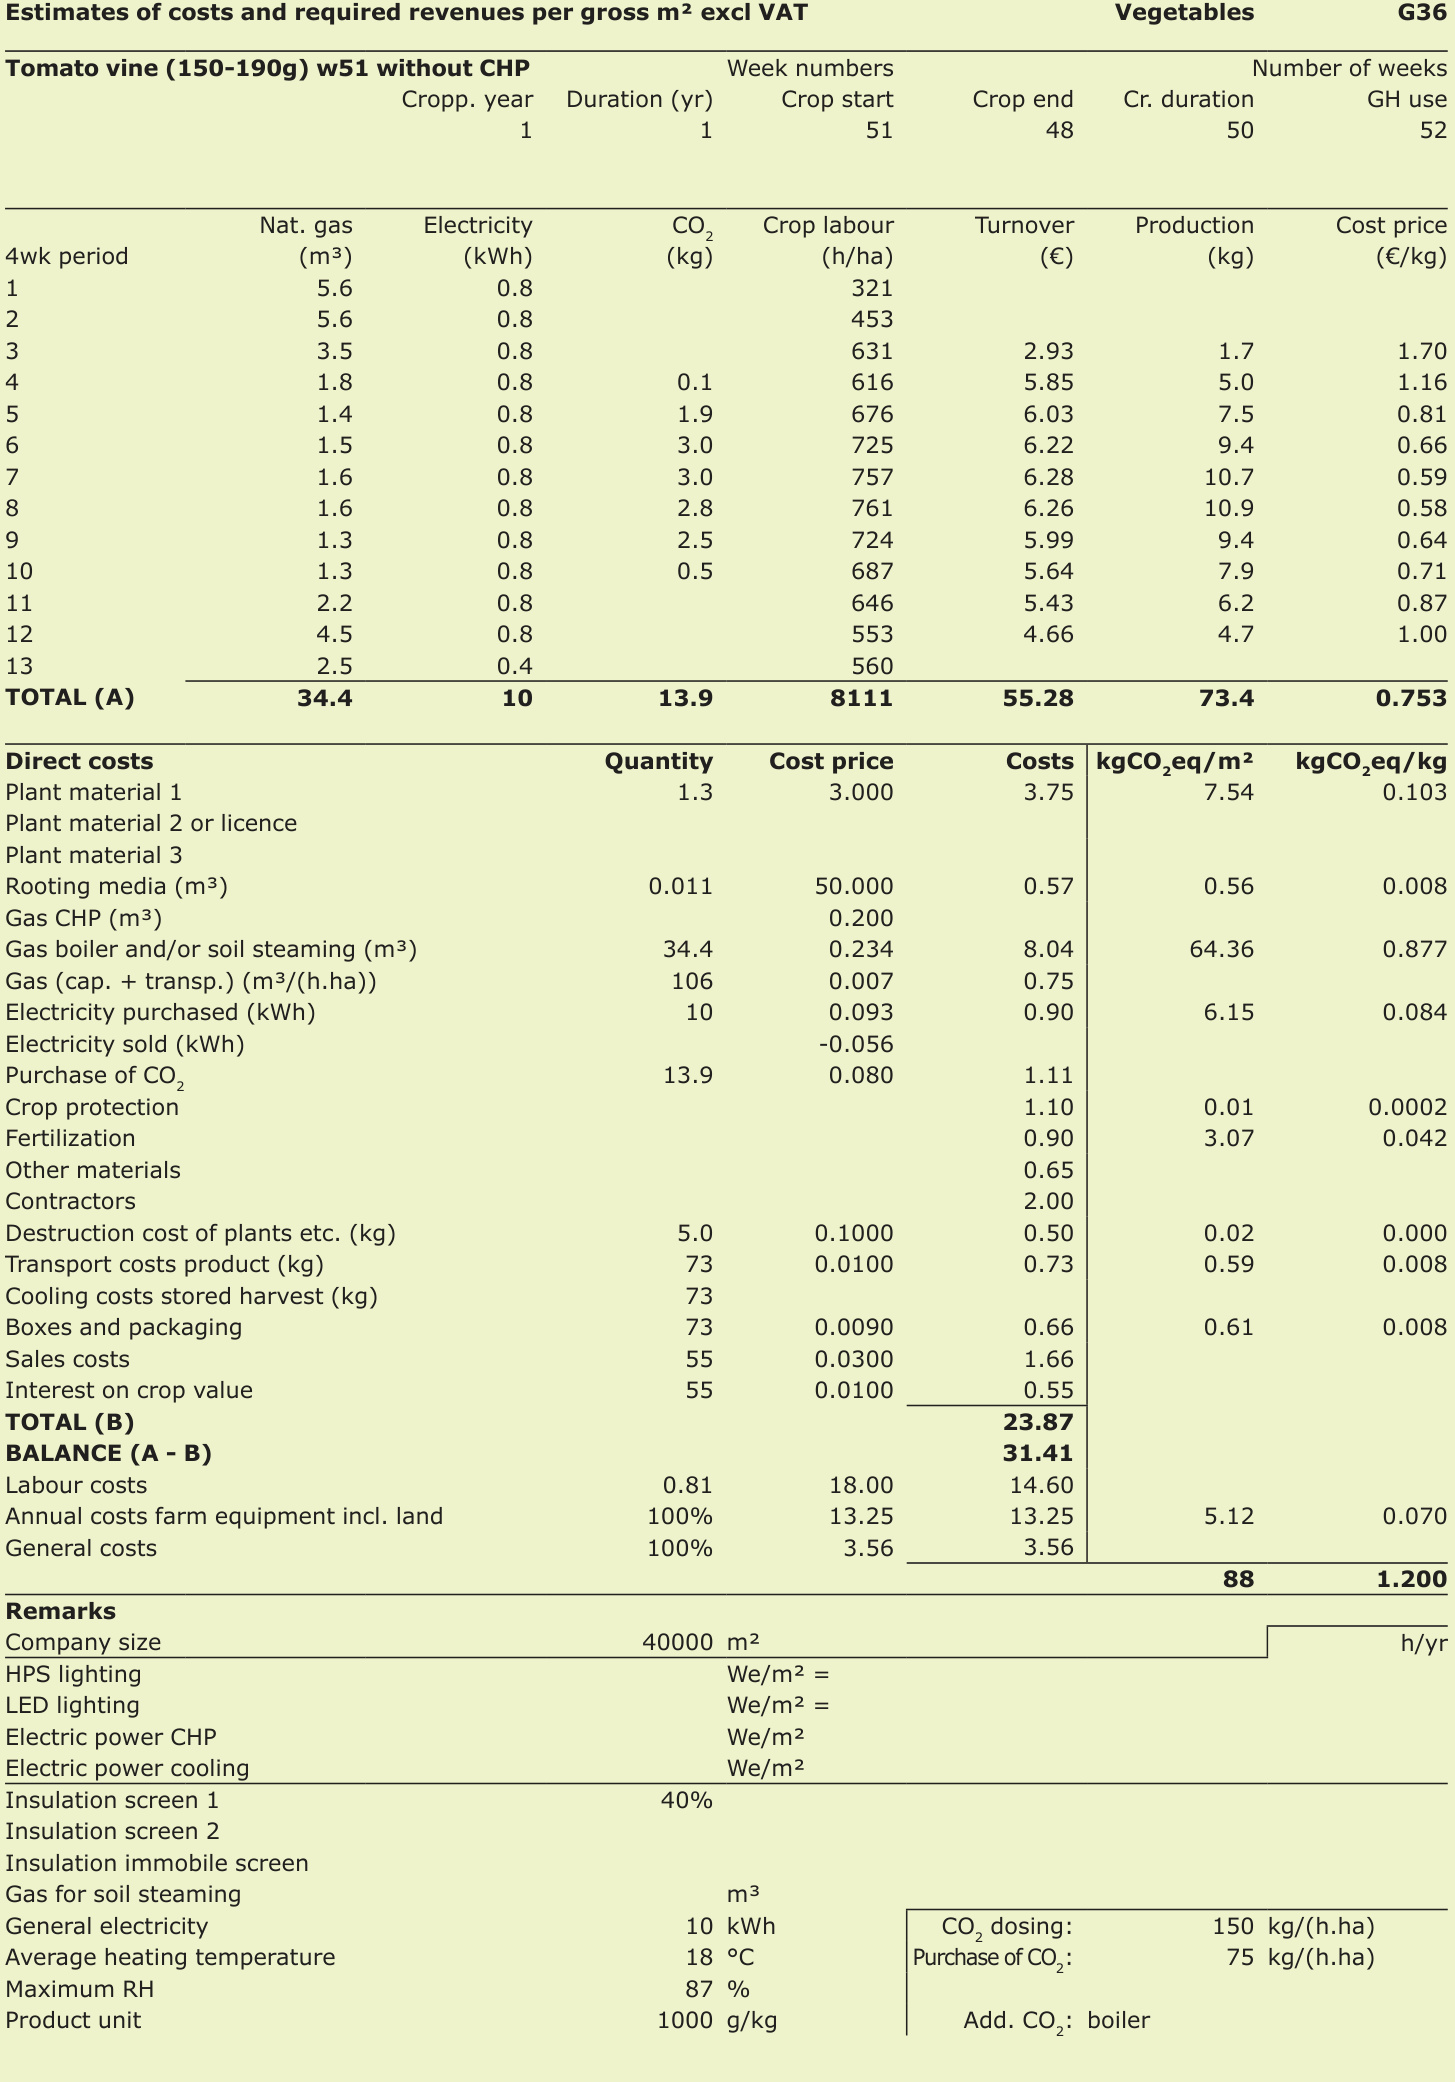 Estimates of costs and required revenues per gross m² excl VAT Vegetables G36
Tomato vine (150-190g) w51 without CHP Week numbers Number of weeks
Cropp. year Duration (yr) Crop start Crop end Cr. duration GH use
1 1 51 48 50 52
Nat. gas Electricity CO₂ Crop labour Turnover Production Cost price
4wk period (m³) (kWh) (kg) (h/ha) (€) (kg) (€/kg)
1 5.6 0.8 321
2 5.6 0.8 453
3 3.5 0.8 631 2.93 1.7 1.70
4 1.8 0.8 0.1 616 5.85 5.0 1.16
5 1.4 0.8 1.9 676 6.03 7.5 0.81
6 1.5 0.8 3.0 725 6.22 9.4 0.66
7 1.6 0.8 3.0 757 6.28 10.7 0.59
8 1.6 0.8 2.8 761 6.26 10.9 0.58
9 1.3 0.8 2.5 724 5.99 9.4 0.64
10 1.3 0.8 0.5 687 5.64 7.9 0.71
11 2.2 0.8 646 5.43 6.2 0.87
12 4.5 0.8 553 4.66 4.7 1.00
13 2.5 0.4 560
TOTAL (A) 34.4 10 13.9 8111 55.28 73.4 0.753
Direct costs Quantity Cost price Costs kgCO₂eq/m² kgCO₂eq/kg
Plant material 1 1.3 3.000 3.75 7.54 0.103
Plant material 2 or licence
Plant material 3
Rooting media (m³) 0.011 50.000 0.57 0.56 0.008
Gas CHP (m³) 0.200
Gas boiler and/or soil steaming (m³) 34.4 0.234 8.04 64.36 0.877
Gas (cap. + transp.) (m³/(h.ha)) 106 0.007 0.75
Electricity purchased (kWh) 10 0.093 0.90 6.15 0.084
Electricity sold (kWh) -0.056
Purchase of CO₂ 13.9 0.080 1.11
Crop protection 1.10 0.01 0.0002
Fertilization 0.90 3.07 0.042
Other materials 0.65
Contractors 2.00
Destruction cost of plants etc. (kg) 5.0 0.1000 0.50 0.02 0.000
Transport costs product (kg) 73 0.0100 0.73 0.59 0.008
Cooling costs stored harvest (kg) 73
Boxes and packaging 73 0.0090 0.66 0.61 0.008
Sales costs 55 0.0300 1.66
Interest on crop value 55 0.0100 0.55
TOTAL (B) 23.87
BALANCE (A - B) 31.41
Labour costs 0.81 18.00 14.60
Annual costs farm equipment incl. land 100% 13.25 13.25 5.12 0.070
General costs 100% 3.56 3.56
88 1.200
Remarks
Company size 40000 m² h/yr
HPS lighting We/m² =
LED lighting We/m² =
Electric power CHP We/m²
Electric power cooling We/m²
Insulation screen 1 40%
Insulation screen 2
Insulation immobile screen
Gas for soil steaming m³
General electricity 10 kWh CO₂ dosing: 150 kg/(h.ha)
Average heating temperature 18 °C Purchase of CO₂: 75 kg/(h.ha)
Maximum RH 87 %
Product unit 1000 g/kg Add. CO₂: boiler